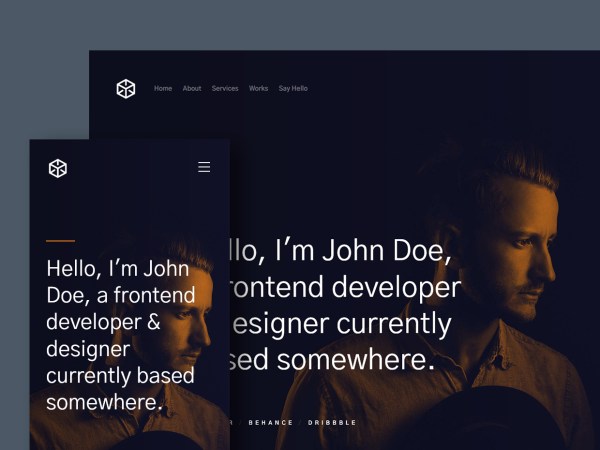 Home About Services Works Say Hello
llo, I'm John Doe,
rontend developer
esigner currently
sed somewhere.
BEHANCE / DRIBBBLE
Hello, I'm John
Doe, a frontend
developer &
designer
currently based
somewhere.